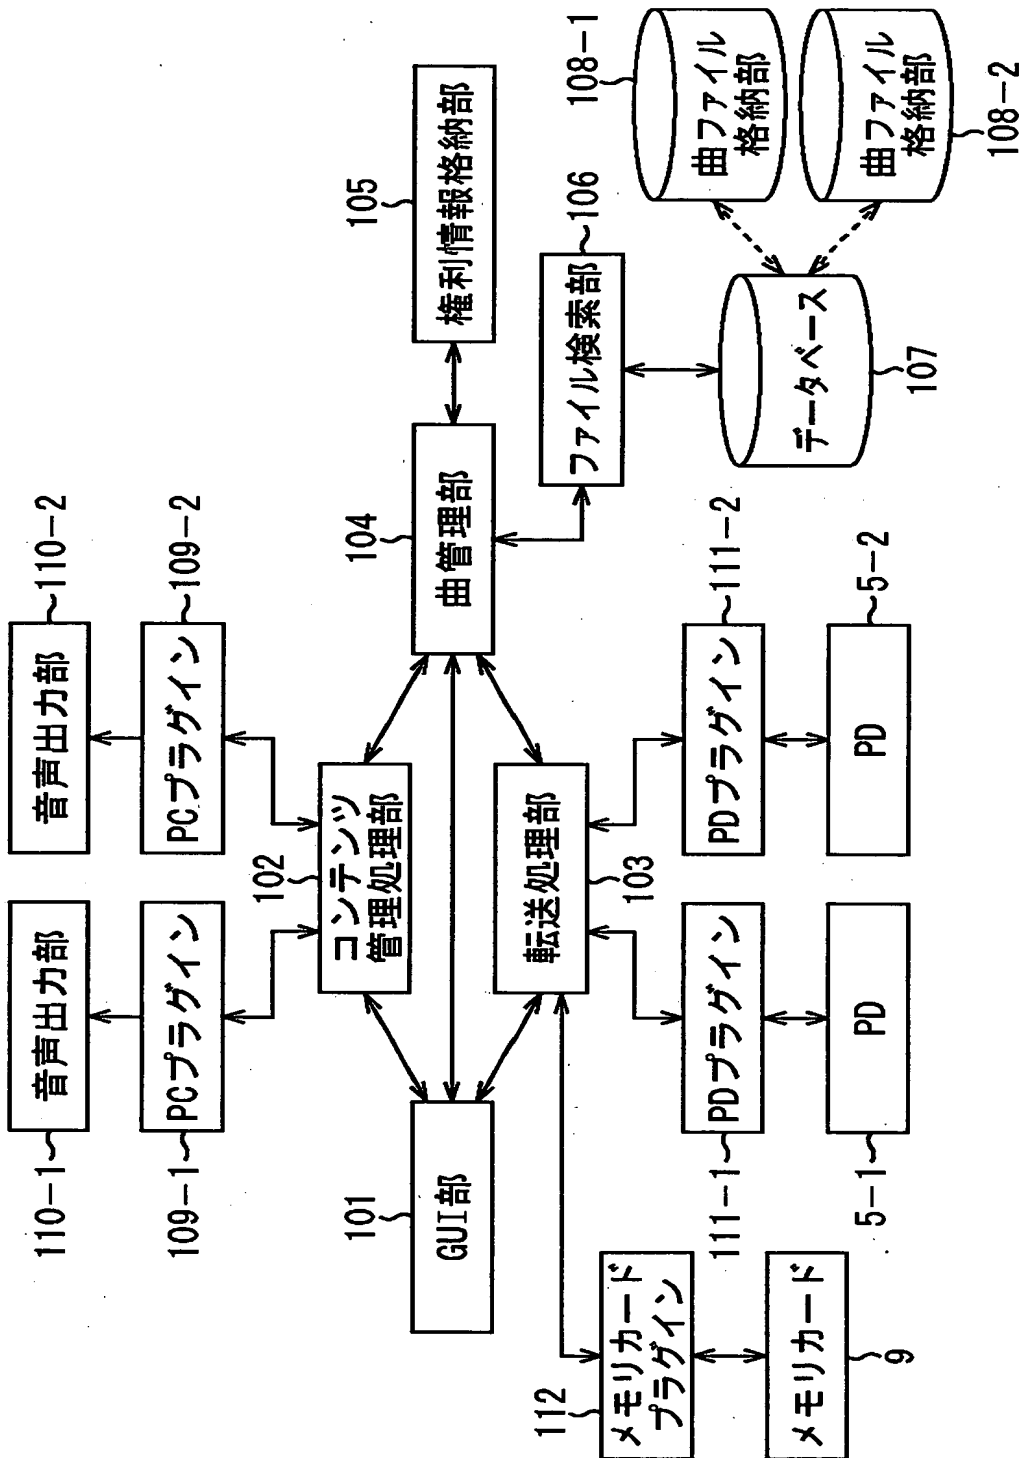 110-1
音声出力部
110-2
音声出力部
109-1
PCプラグイン
109-2
PCプラグイン
102
コンテンツ
管理処理部
101
GUI部
104
曲管理部
105
権利情報格納部
103
転送処理部
106
ファイル検索部
108-1
曲ファイル
格納部
108-2
曲ファイル
格納部
107
データベース
112
メモリカード
プラグイン
111-1
PDプラグイン
111-2
PDプラグイン
メモリカード
9
5-1
PD
5-2
PD